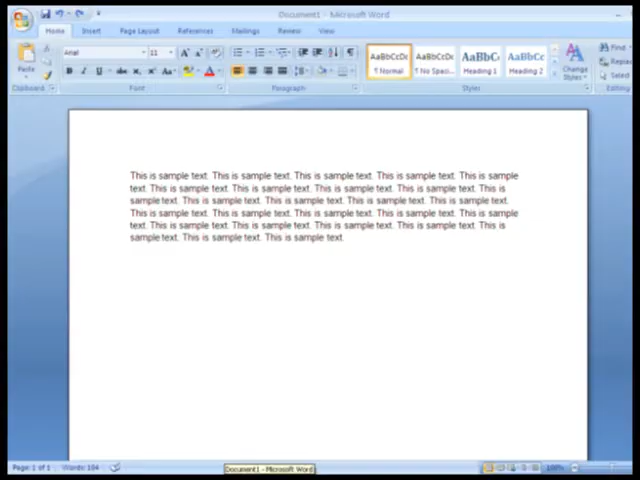 Document1 - Microsoft Word
Home Insert Page Layout References Mailings Review View
Arial 11
AaBbCcDc AaBbCcDc AaBbC AaBbCc
Paste
¶ Normal ¶ No Spaci... Heading 1 Heading 2 Change Styles
Find
Replac
Select
Clipboard Font Paragraph Styles Editing
This is sample text. This is sample text. This is sample text. This is sample text. This is sample
text. This is sample text. This is sample text. This is sample text. This is sample text. This is
sample text. This is sample text. This is sample text. This is sample text. This is sample text.
This is sample text. This is sample text. This is sample text. This is sample text. This is sample
text. This is sample text. This is sample text. This is sample text. This is sample text. This is
sample text. This is sample text. This is sample text.
Page: 1 of 1 Words: 104 Document1 - Microsoft Word 100%